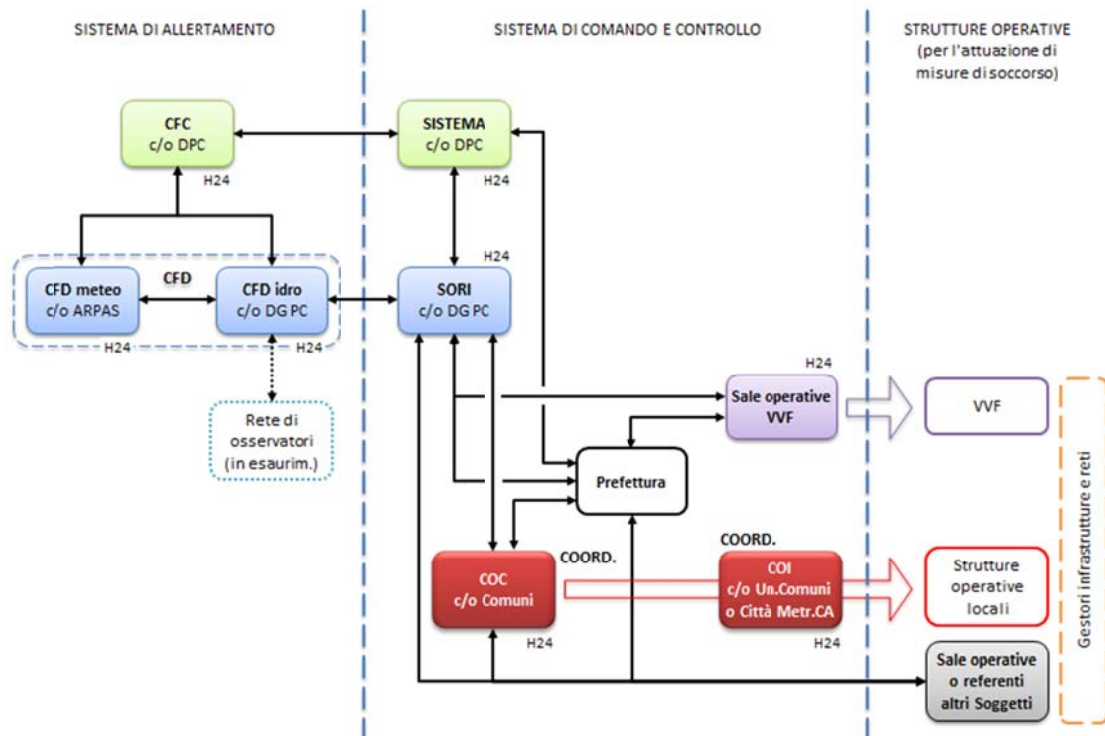 SISTEMA DI ALLERTAMENTO
SISTEMA DI COMANDO E CONTROLLO
STRUTTURE OPERATIVE
(per l'attuazione di
misure di soccorso)
CFC
c/o DPC
H24
SISTEMA
c/o DPC
H24
CFD
CFD meteo
c/o ARPAS
H24
CFD idro
c/o DG PC
H24
H24
SORI
c/o DG PC
Rete di
osservatori
(in esaurim.)
H24
Sale operative
VVF
VVF
Prefettura
COORD.
COC
c/o Comuni
H24
COORD.
COI
c/o Un.Comuni
o Città Metr.CA
H24
Strutture
operative
locali
Sale operative
o referenti
altri Soggetti
Gestori infrastrutture e reti